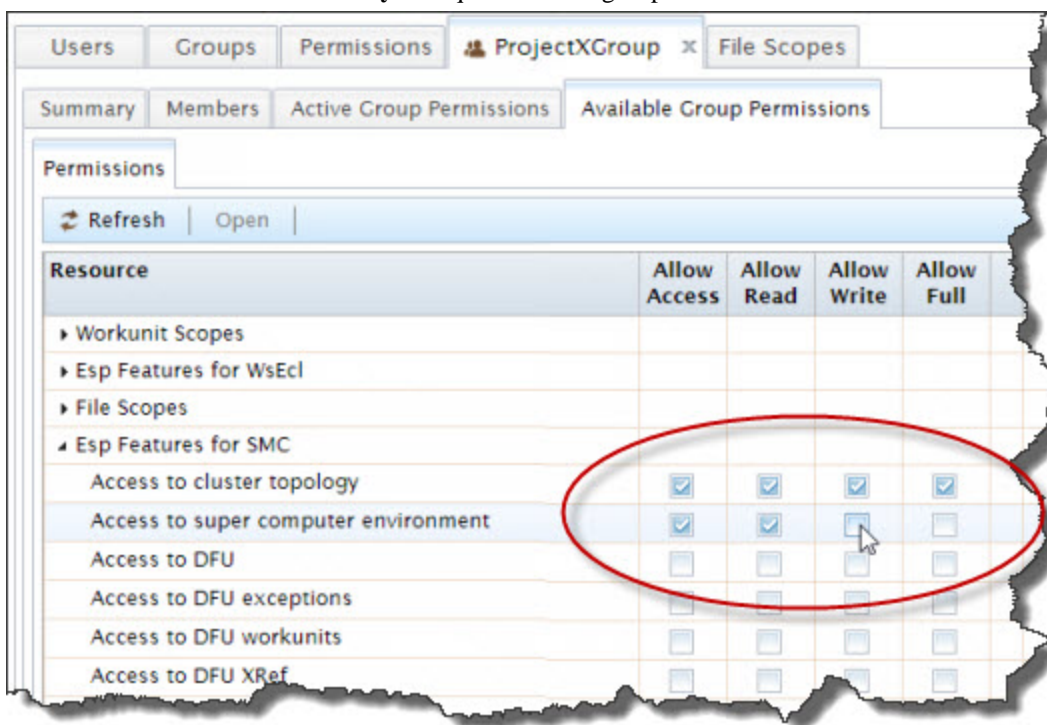 Users Groups Permissions ProjectXGroup x File Scopes
Summary Members Active Group Permissions Available Group Permissions
Permissions
Refresh Open
Resource Allow Access Allow Read Allow Write Allow Full
Workunit Scopes
Esp Features for WsEcl
File Scopes
Esp Features for SMC
Access to cluster topology
Access to super computer environment
Access to DFU
Access to DFU exceptions
Access to DFU workunits
Access to DFU XRef